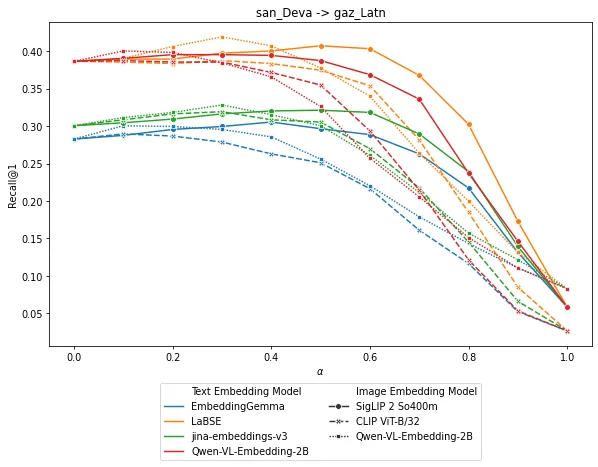 san_Deva -> gaz_Latn
0.40
0.35
0.30
0.25
0.20
0.15
0.10
0.05
Recall@1
0.0 0.2 0.4 0.6 0.8 1.0
α
Text Embedding Model
EmbeddingGemma
LaBSE
jina-embeddings-v3
Qwen-VL-Embedding-2B
Image Embedding Model
SigLIP 2 So400m
CLIP ViT-B/32
Qwen-VL-Embedding-2B